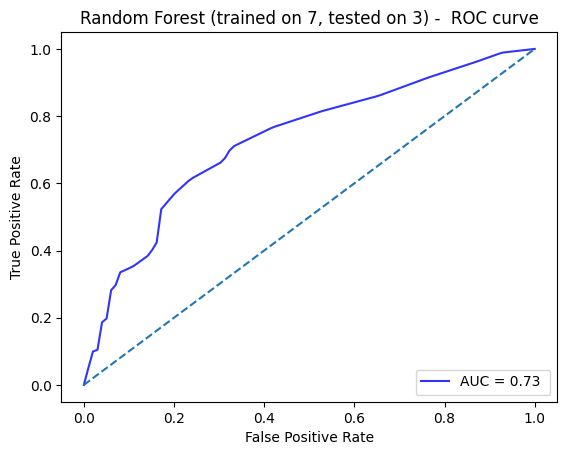 Random Forest (trained on 7, tested on 3) -  ROC curve
1.0
0.8
0.6
0.4
0.2
0.0
True Positive Rate
AUC = 0.73
0.0 0.2 0.4 0.6 0.8 1.0
False Positive Rate